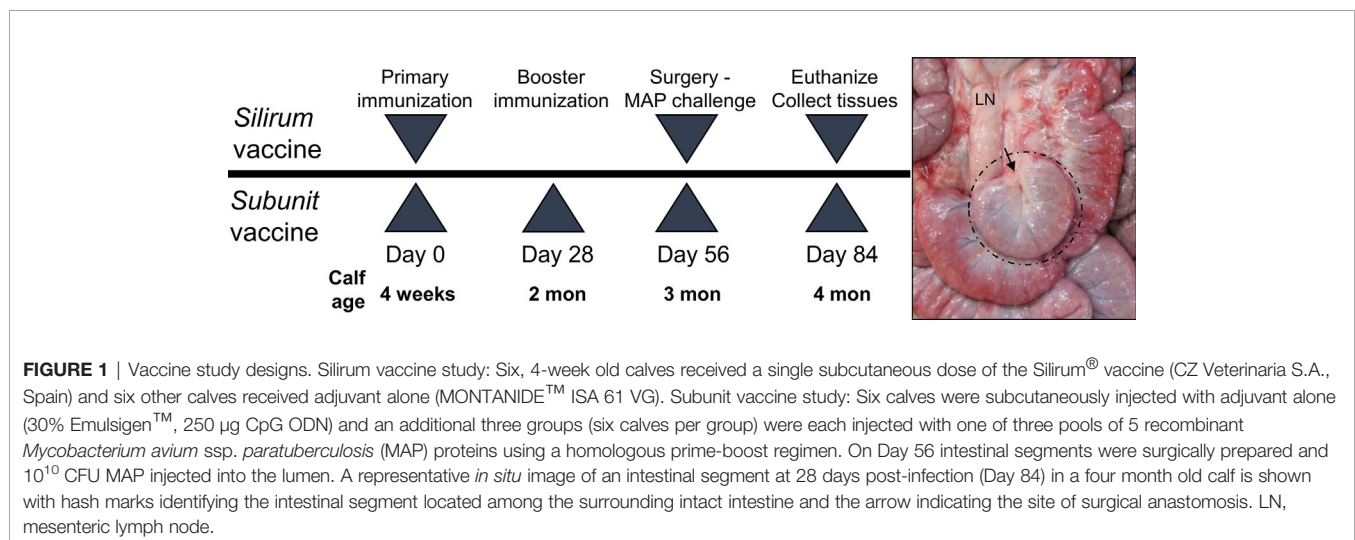 Primary immunization
Booster immunization
Surgery - MAP challenge
Euthanize Collect tissues
Silirum vaccine
Subunit vaccine
Day 0
Day 28
Day 56
Day 84
Calf age
4 weeks
2 mon
3 mon
4 mon
LN
FIGURE 1 | Vaccine study designs. Silirum vaccine study: Six, 4-week old calves received a single subcutaneous dose of the Silirum® vaccine (CZ Veterinaria S.A.,
Spain) and six other calves received adjuvant alone (MONTANIDE™ ISA 61 VG). Subunit vaccine study: Six calves were subcutaneously injected with adjuvant alone
(30% Emulsigen™, 250 µg CpG ODN) and an additional three groups (six calves per group) were each injected with one of three pools of 5 recombinant
Mycobacterium avium ssp. paratuberculosis (MAP) proteins using a homologous prime-boost regimen. On Day 56 intestinal segments were surgically prepared and
10¹⁰ CFU MAP injected into the lumen. A representative in situ image of an intestinal segment at 28 days post-infection (Day 84) in a four month old calf is shown
with hash marks identifying the intestinal segment located among the surrounding intact intestine and the arrow indicating the site of surgical anastomosis. LN,
mesenteric lymph node.